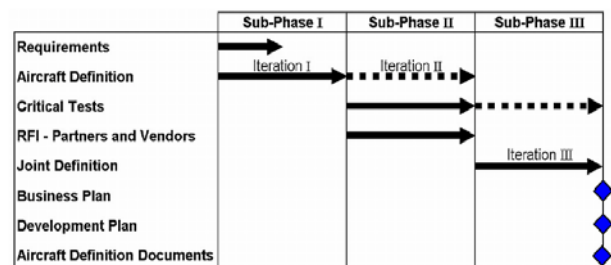 Sub-Phase I Sub-Phase II Sub-Phase III
Requirements
Aircraft Definition Iteration I Iteration II
Critical Tests
RFI - Partners and Vendors
Joint Definition Iteration III
Business Plan
Development Plan
Aircraft Definition Documents